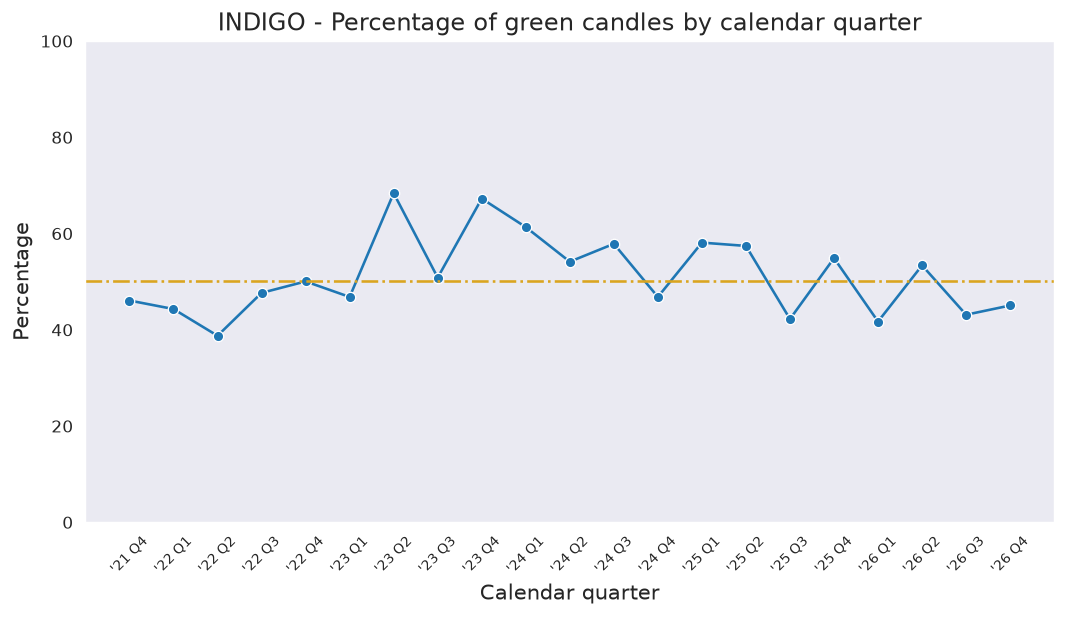 INDIGO - Percentage of green candles by calendar quarter
100
80
60
40
20
0
Percentage
'21 Q4
'22 Q1
'22 Q2
'22 Q3
'22 Q4
'23 Q1
'23 Q2
'23 Q3
'23 Q4
'24 Q1
'24 Q2
'24 Q3
'24 Q4
'25 Q1
'25 Q2
'25 Q3
'25 Q4
'26 Q1
'26 Q2
'26 Q3
'26 Q4
Calendar quarter